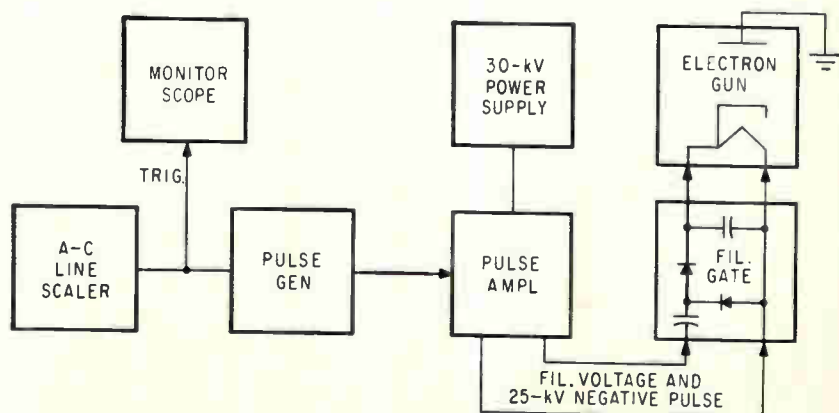 MONITOR
SCOPE
30-kV
POWER
SUPPLY
ELECTRON
GUN
TRIG.
A-C
LINE
SCALER
PULSE
GEN
PULSE
AMPL
FIL.
GATE
FIL. VOLTAGE AND
25-kV NEGATIVE PULSE